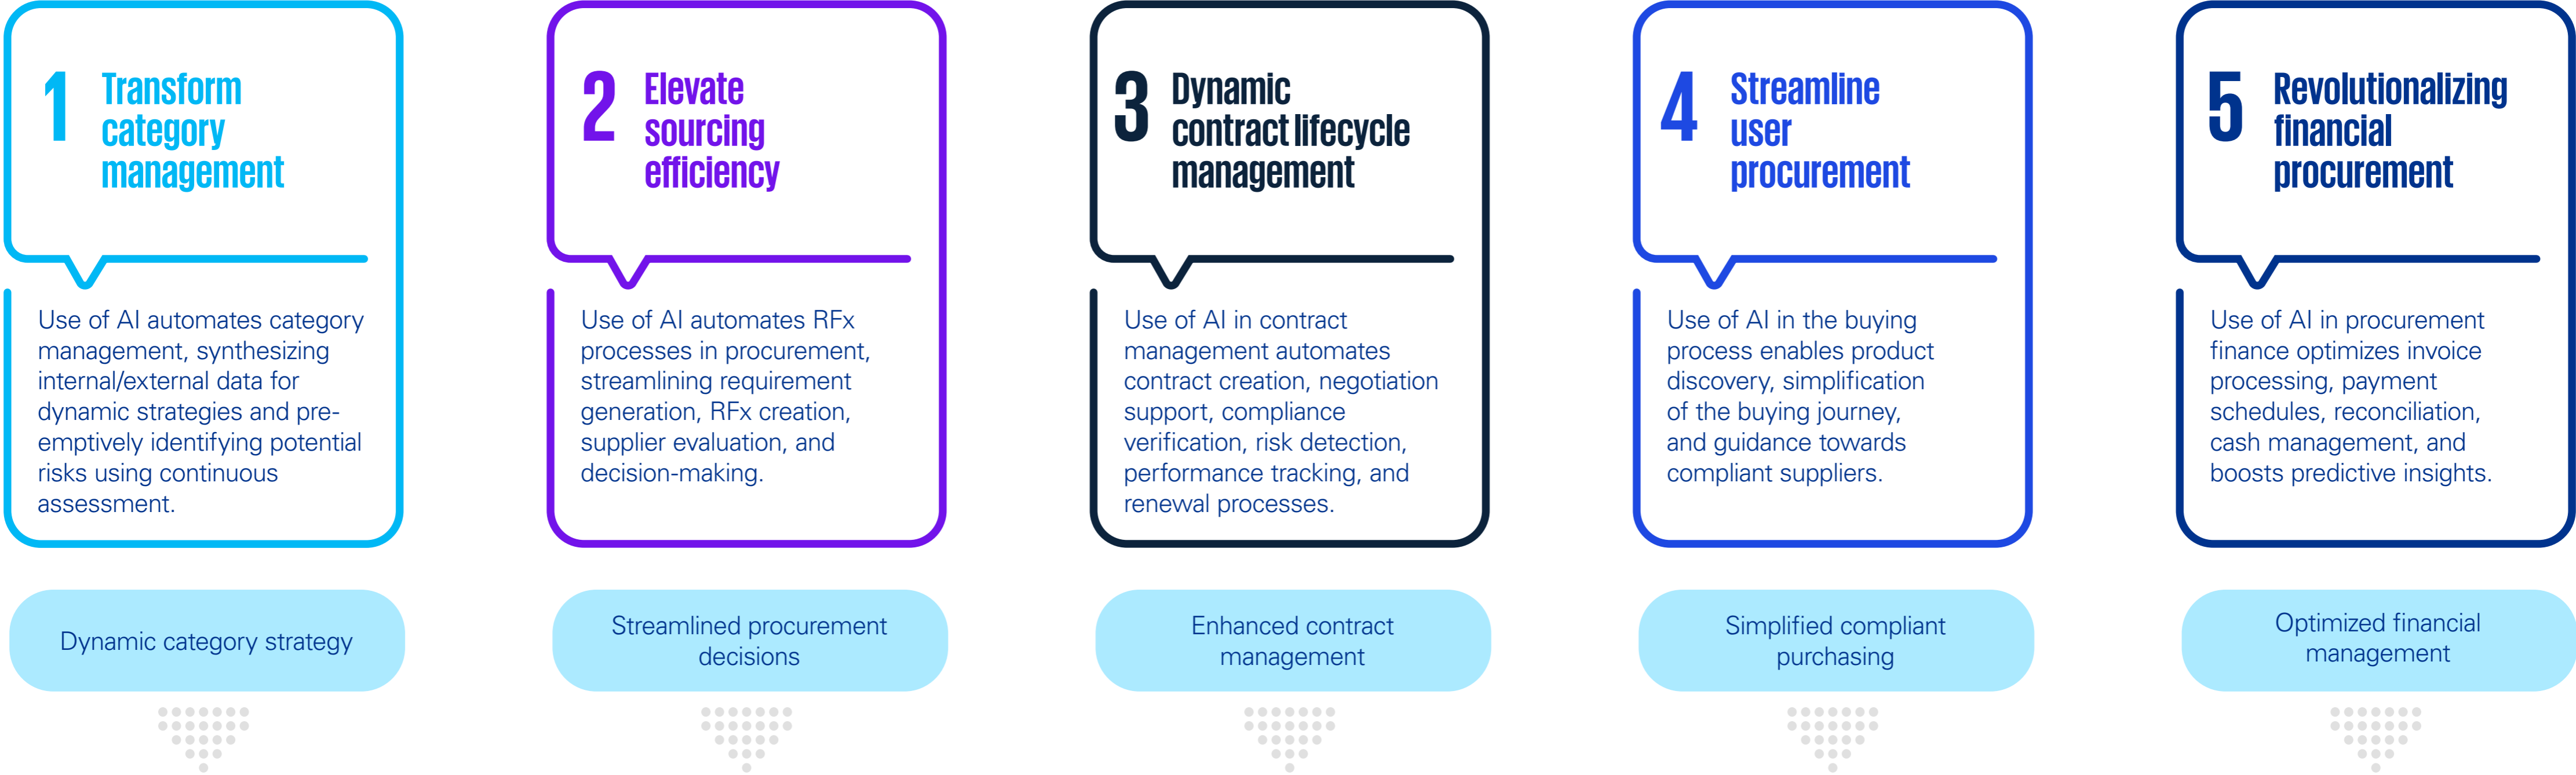 1
Transform
category
management
Use of AI automates category
management, synthesizing
internal/external data for
dynamic strategies and pre-
emptively identifying potential
risks using continuous
assessment.
Dynamic category strategy
2
Elevate
sourcing
efficiency
Use of AI automates RFx
processes in procurement,
streamlining requirement
generation, RFx creation,
supplier evaluation, and
decision-making.
Streamlined procurement
decisions
3
Dynamic
contract lifecycle
management
Use of AI in contract
management automates
contract creation, negotiation
support, compliance
verification, risk detection,
performance tracking, and
renewal processes.
Enhanced contract
management
4
Streamline
user
procurement
Use of AI in the buying
process enables product
discovery, simplification
of the buying journey,
and guidance towards
compliant suppliers.
Simplified compliant
purchasing
5
Revolutionalizing
financial
procurement
Use of AI in procurement
finance optimizes invoice
processing, payment
schedules, reconciliation,
cash management, and
boosts predictive insights.
Optimized financial
management